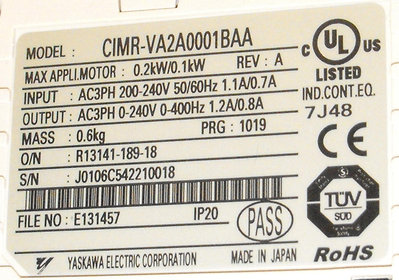 MODEL : CIMR-VA2A0001BAA
MAX APPLI.MOTOR : 0.2kW/0.1kW REV : A
INPUT : AC3PH 200-240V 50/60Hz 1.1A/0.7A
OUTPUT : AC3PH 0-240V 0-400Hz 1.2A/0.8A
MASS : 0.6kg PRG : 1019
O/N : R13141-189-18
S/N : J0106C542210018
FILE NO : E131457 IP20
PASS
YASKAWA ELECTRIC CORPORATION MADE IN JAPAN
C UL US
LISTED
IND.CONT.EQ.
7J48
CE
TÜV
SÜD
RoHS